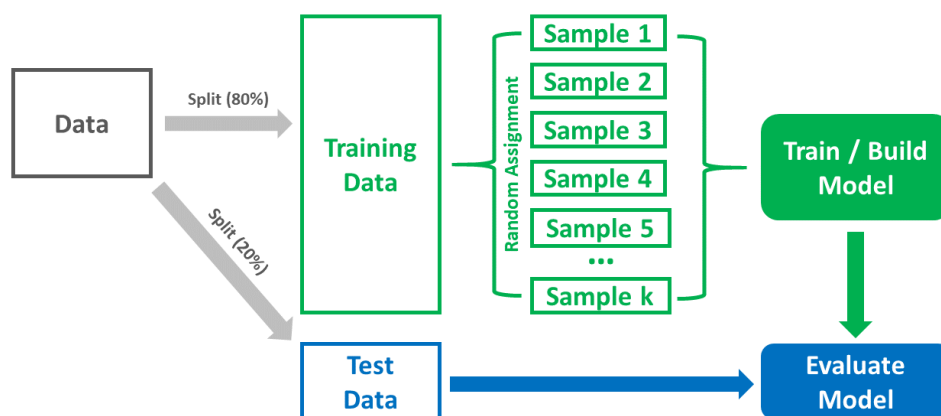 Data
Split (80%)
Split (20%)
Training
Data
Random Assignment
Sample 1
Sample 2
Sample 3
Sample 4
Sample 5
...
Sample k
Train / Build
Model
Test
Data
Evaluate
Model